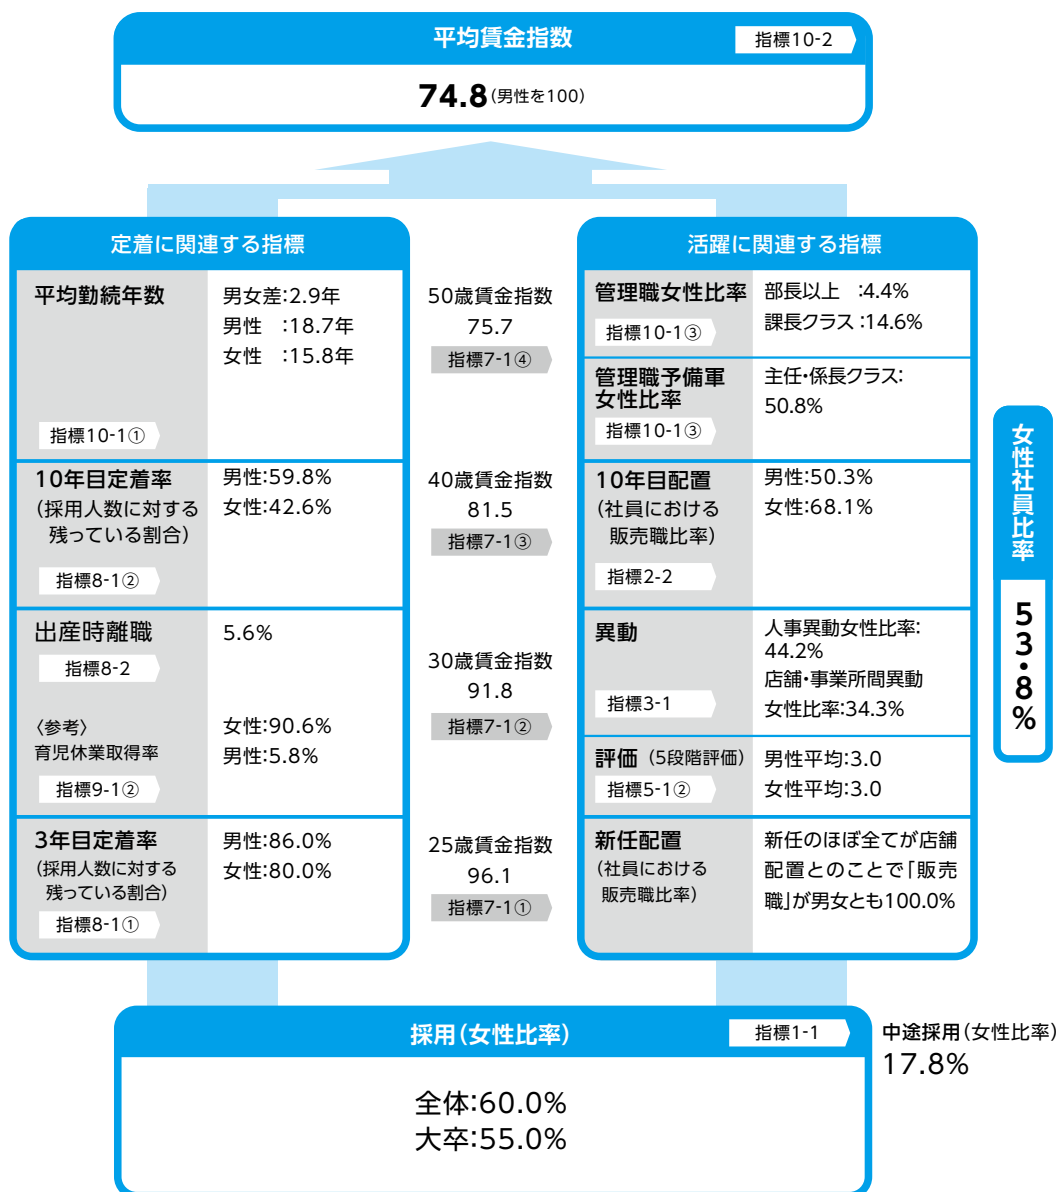 平均賃金指数
指標10-2
74.8(男性を100)
定着に関連する指標
平均勤続年数
男女差:2.9年
男性 :18.7年
女性 :15.8年
指標10-1①
10年目定着率
(採用人数に対する
残っている割合)
男性:59.8%
女性:42.6%
指標8-1②
出産時離職
5.6%
指標8-2
〈参考〉
育児休業取得率
女性:90.6%
男性:5.8%
指標9-1②
3年目定着率
(採用人数に対する
残っている割合)
男性:86.0%
女性:80.0%
指標8-1①
50歳賃金指数
75.7
指標7-1④
40歳賃金指数
81.5
指標7-1③
30歳賃金指数
91.8
指標7-1②
25歳賃金指数
96.1
指標7-1①
活躍に関連する指標
管理職女性比率
部長以上 :4.4%
課長クラス:14.6%
指標10-1③
管理職予備軍
女性比率
主任・係長クラス:
50.8%
指標10-1③
10年目配置
(社員における
販売職比率)
男性:50.3%
女性:68.1%
指標2-2
異動
人事異動女性比率:
44.2%
店舗・事業所間異動
女性比率:34.3%
指標3-1
評価(5段階評価)
男性平均:3.0
女性平均:3.0
指標5-1②
新任配置
(社員における
販売職比率)
新任のほぼ全てが店舗
配置とのことで「販売
職」が男女とも100.0%
女性社員比率
53・8%
採用(女性比率)
指標1-1
全体:60.0%
大卒:55.0%
中途採用(女性比率)
17.8%